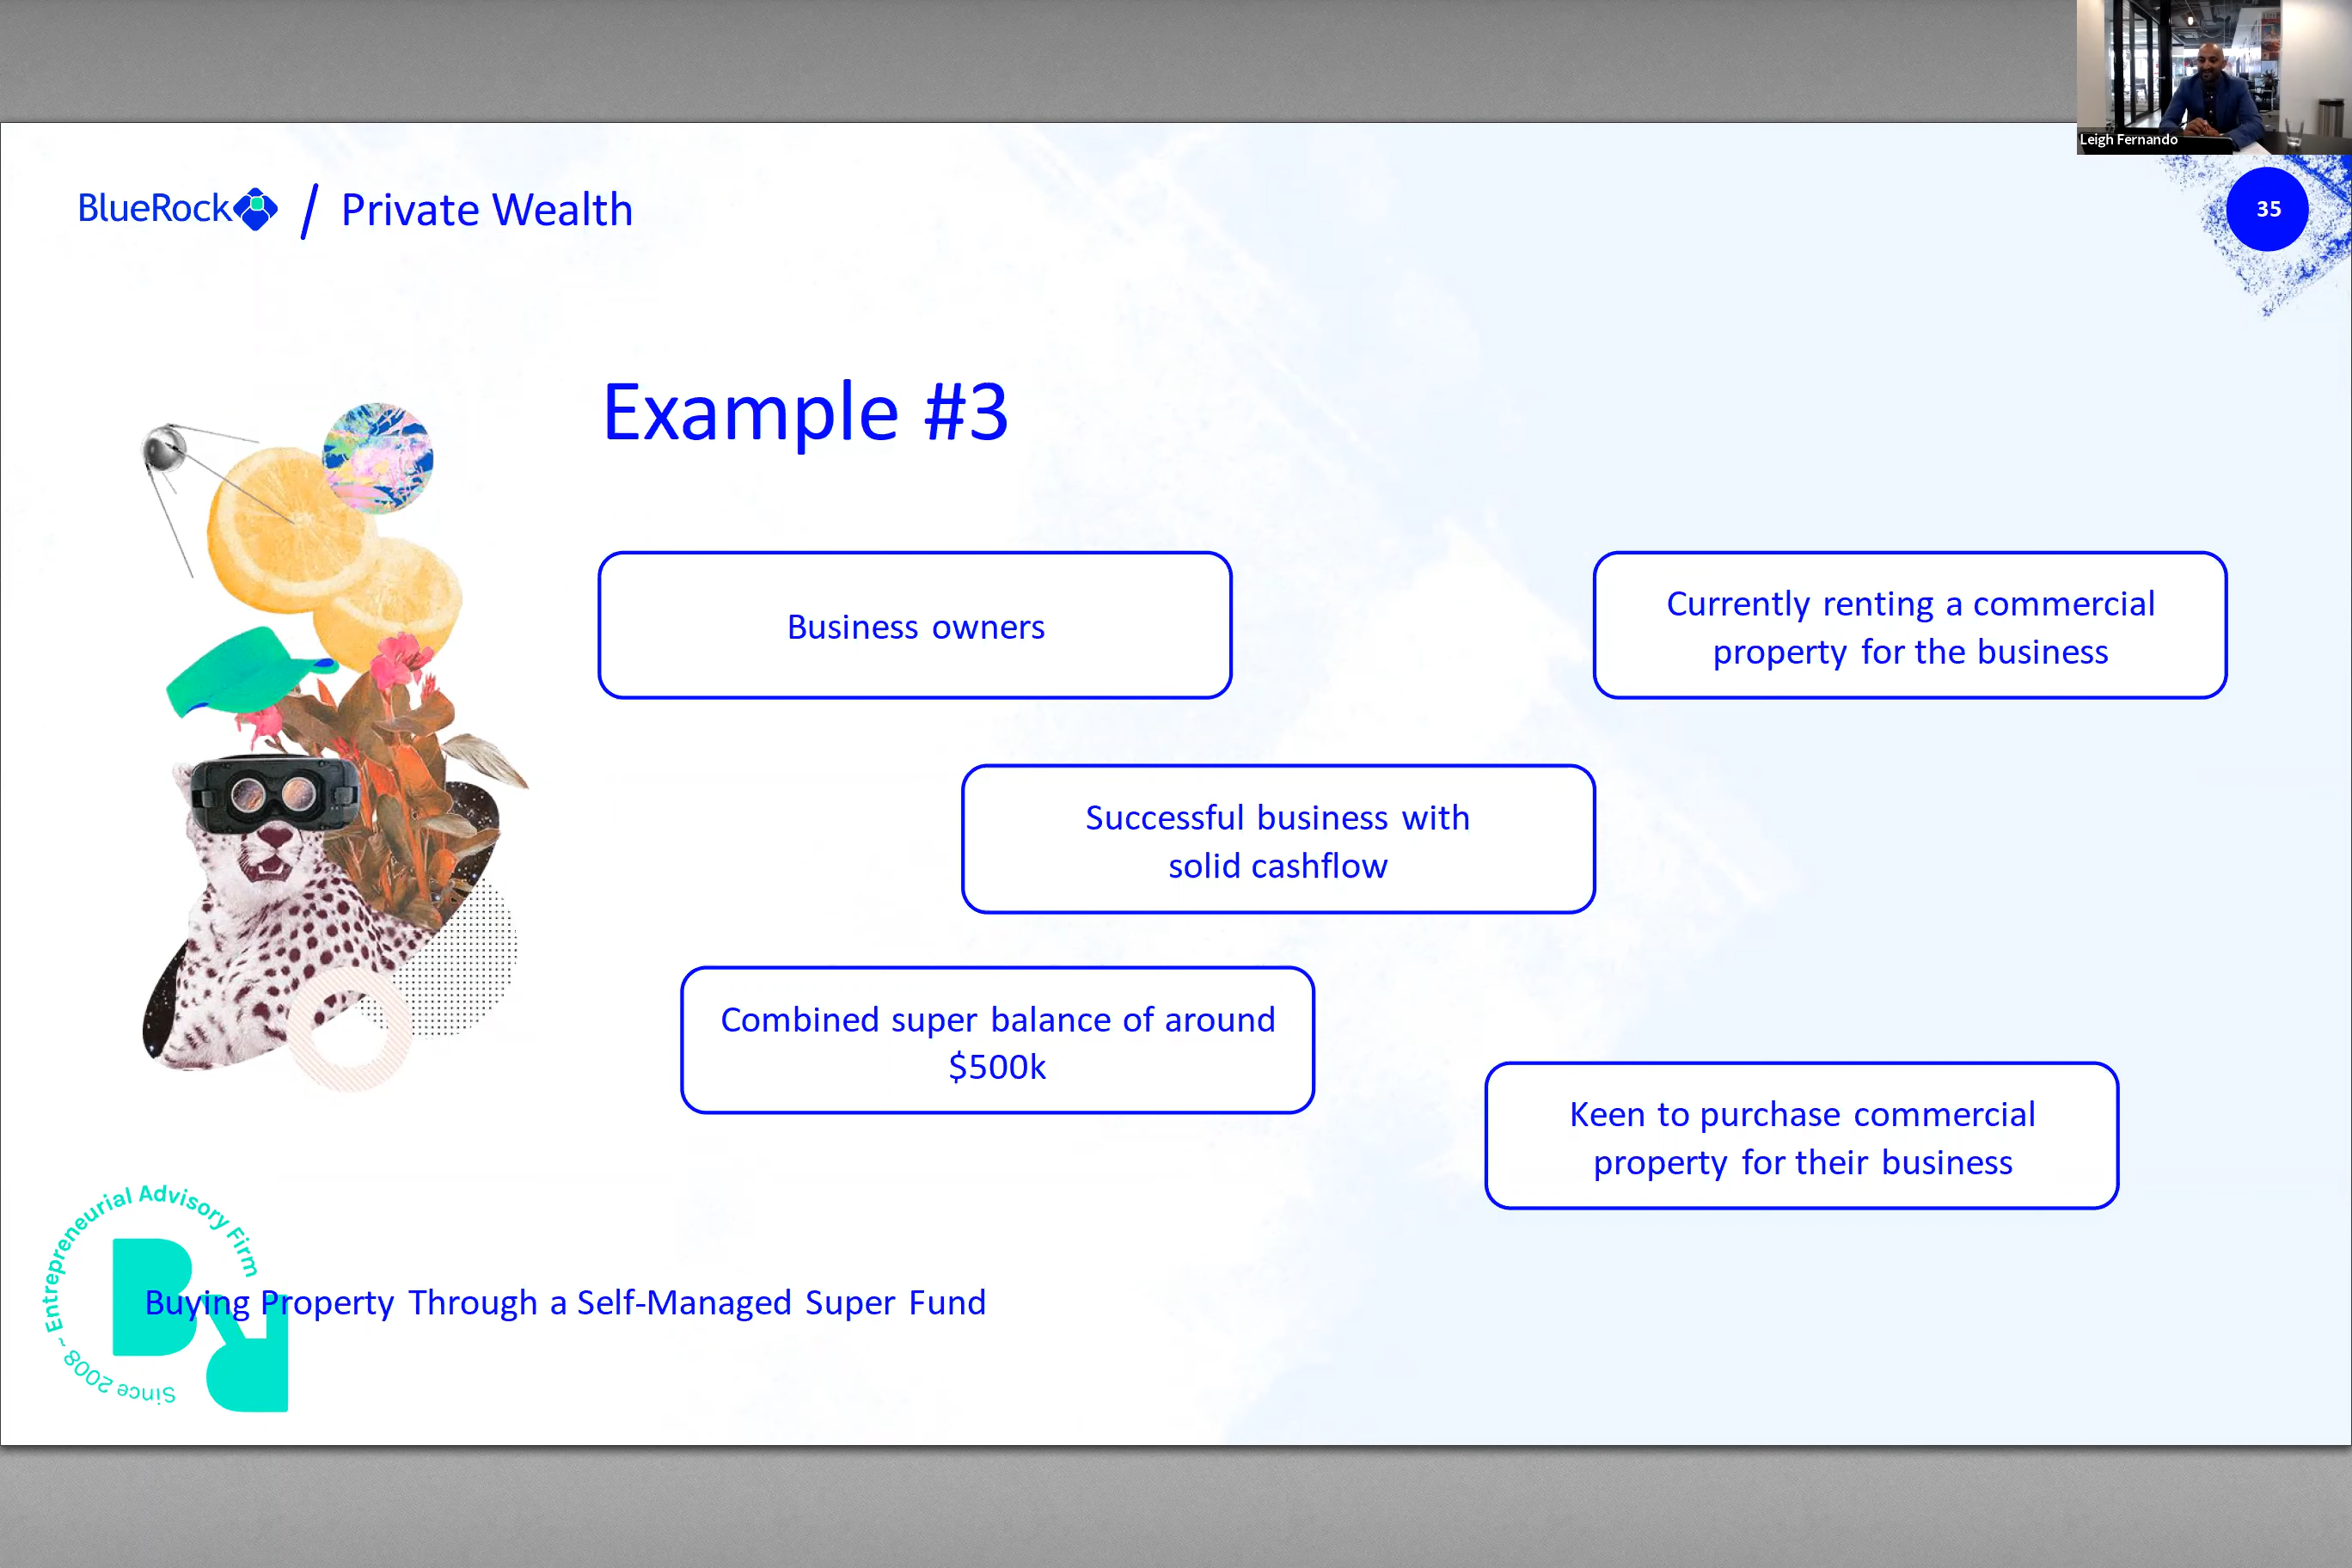 Leigh Fernando
BlueRock / Private Wealth
35
Example #3
Business owners
Currently renting a commercial
property for the business
Successful business with
solid cashflow
Combined super balance of around
$500k
Keen to purchase commercial
property for their business
Entrepreneurial Advisory Firm
~ Since 2008
BR
Buying Property Through a Self-Managed Super Fund